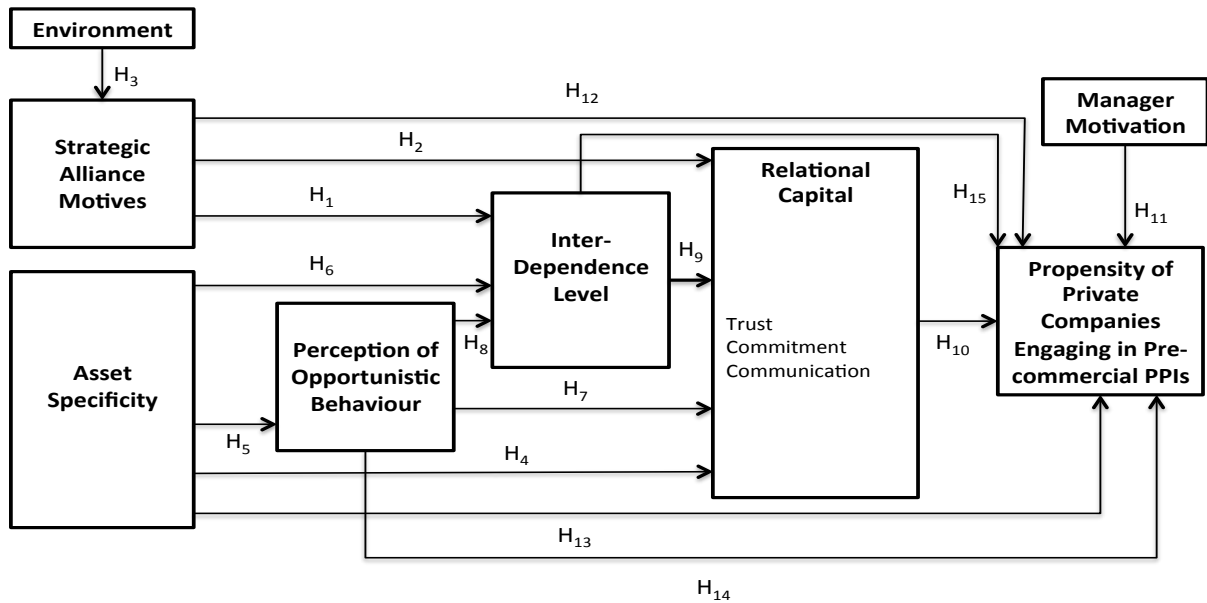 Environment
H3
Strategic
Alliance
Motives
H12
H2
H1
Manager
Motivation
H11
H15
Relational
Capital
Trust
Commitment
Communication
Inter-
Dependence
Level
H9
H6
H8
Asset
Specificity
Perception of
Opportunistic
Behaviour
H7
H5
H4
H10
Propensity of
Private
Companies
Engaging in Pre-
commercial PPIs
H13
H14